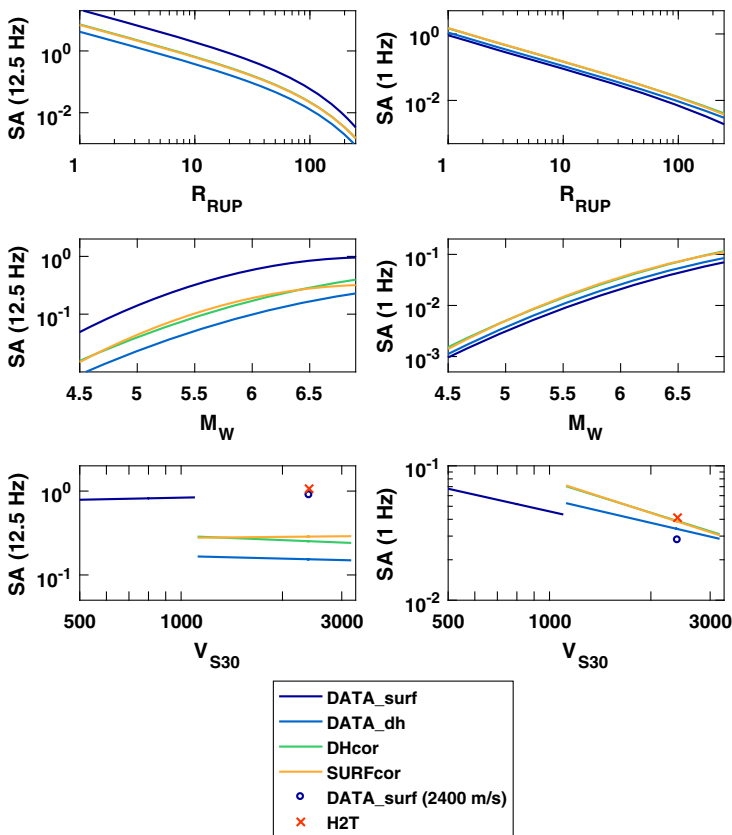 SA (12.5 Hz)
10^0
10^-2
1
10
100
R_RUP
SA (1 Hz)
10^0
10^-2
1
10
100
R_RUP
SA (12.5 Hz)
10^0
10^-1
4.5
5
5.5
6
6.5
M_W
SA (1 Hz)
10^-1
10^-2
10^-3
4.5
5
5.5
6
6.5
M_W
SA (12.5 Hz)
10^0
10^-1
500
1000
3000
V_S30
SA (1 Hz)
10^-1
10^-2
500
1000
3000
V_S30
DATA_surf
DATA_dh
DHcor
SURFcor
DATA_surf (2400 m/s)
H2T